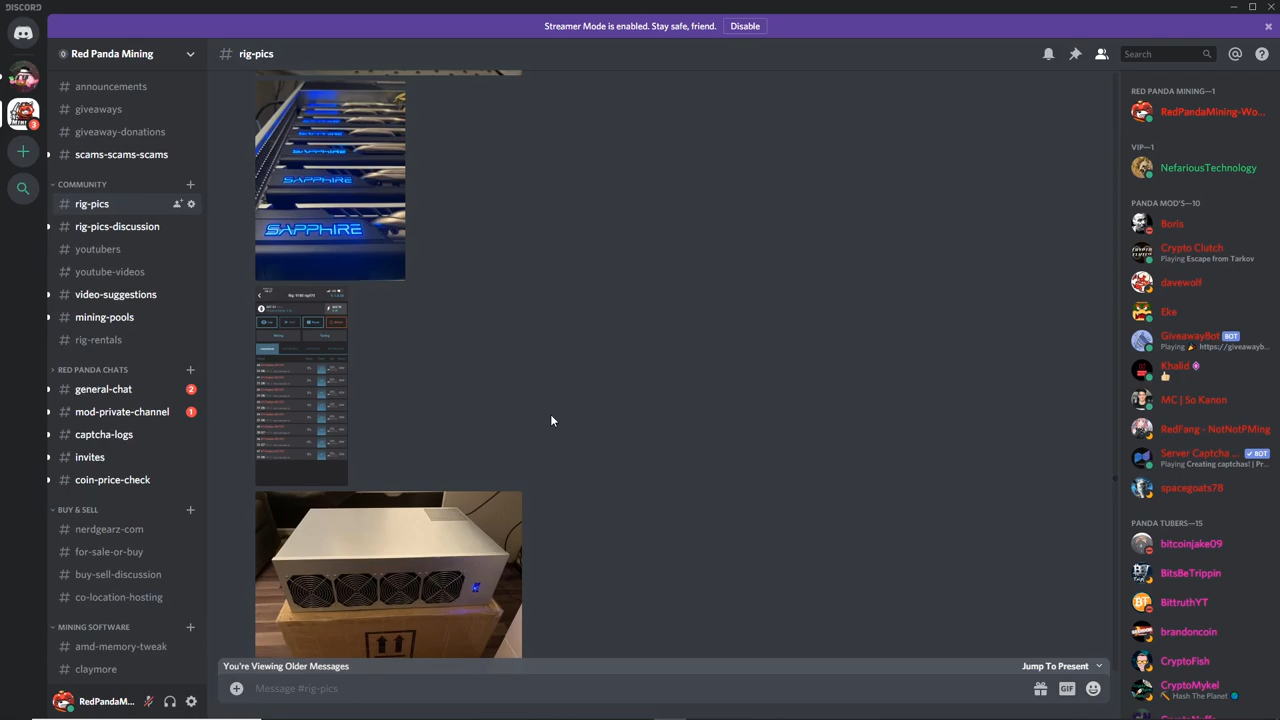 DISCORD
Streamer Mode is enabled. Stay safe, friend.
Disable
Red Panda Mining
# rig-pics
Search
# announcements
# giveaways
# giveaway-donations
# scams-scams-scams
COMMUNITY
# rig-pics
# rig-pics-discussion
# youtubers
# youtube-videos
# video-suggestions
# mining-pools
# rig-rentals
RED PANDA CHATS
# general-chat 2
# mod-private-channel 1
# captcha-logs
# invites
# coin-price-check
BUY & SELL
# nerdgearz-com
# for-sale-or-buy
# buy-sell-discussion
# co-location-hosting
MINING SOFTWARE
# amd-memory-tweak
# claymore
RedPandaM...
3
SAPPHIRE
SAPPHIRE
SAPPHIRE
SAPPHIRE
You're Viewing Older Messages
Jump To Present
Message #rig-pics
GIF
RED PANDA MINING—1
RedPandaMining-Wo...
VIP—1
NefariousTechnology
PANDA MOD'S—10
Boris
Crypto Clutch
Playing Escape from Tarkov
davewolf
Eke
GiveawayBot BOT
Playing 🎉 https://giveawayb...
Khalid
👍
MC | So Kanon
RedFang - NotNotPMing
Server Captcha ... ✓ BOT
Playing Creating captchas! | Pr...
spacegoats78
PANDA TUBERS—15
bitcoinjake09
BitsBeTrippin
BittruthYT
brandoncoin
CryptoFish
CryptoMykel
Hash The Planet